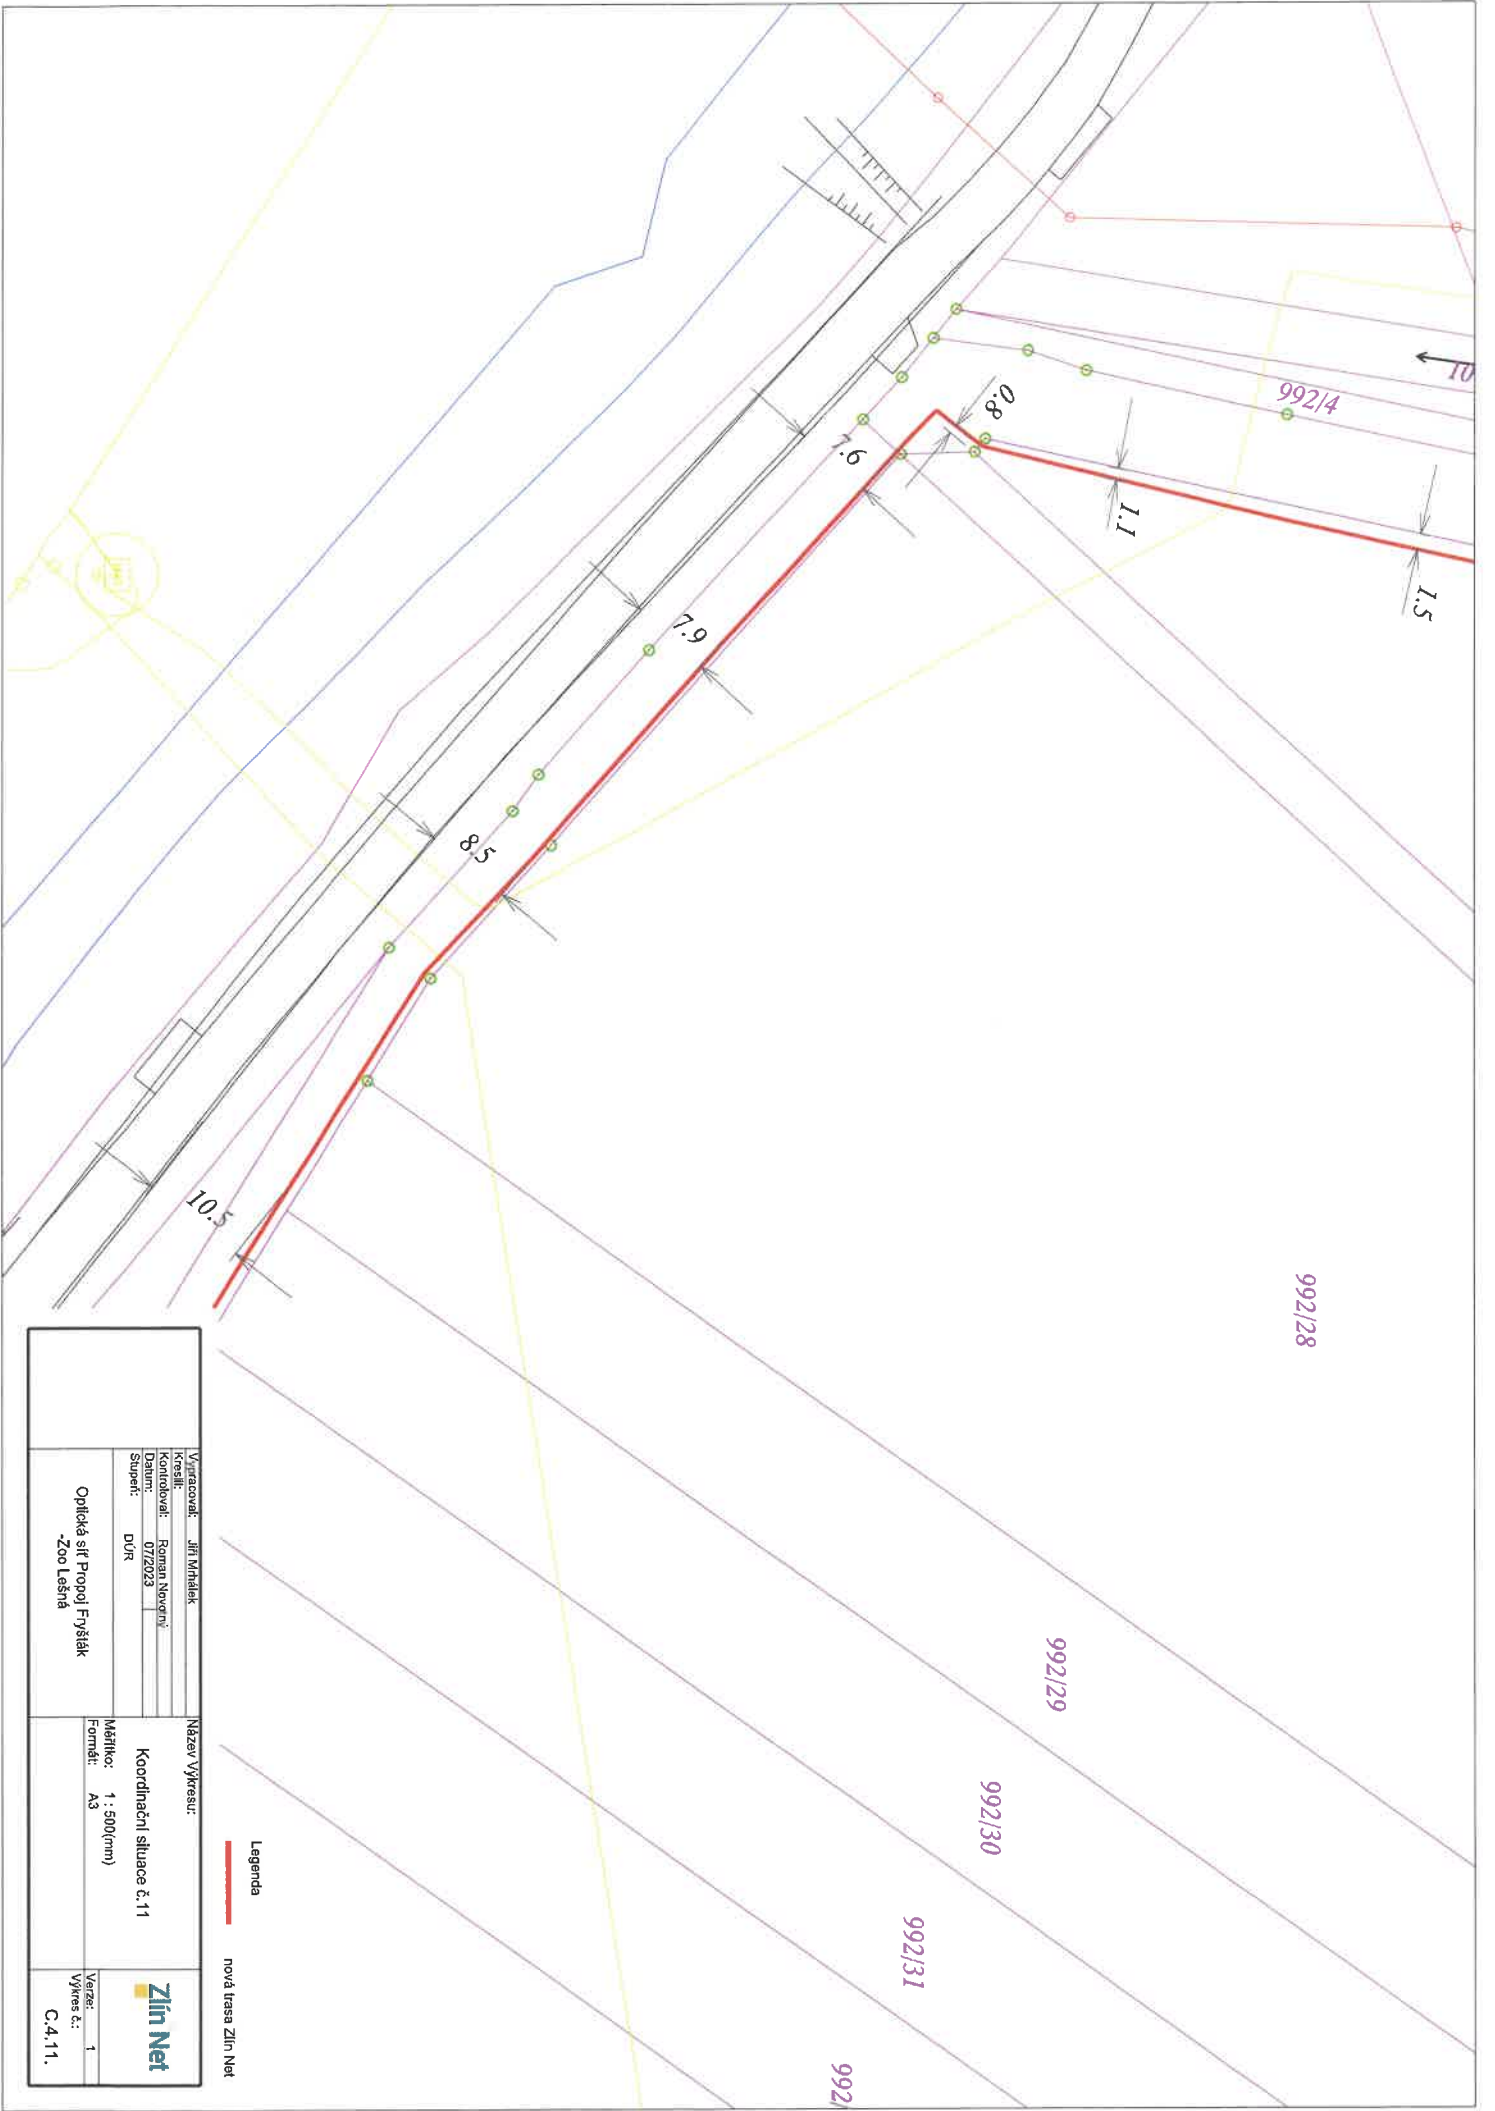 992/4
0.8
7.6
1.1
1.5
7.9
8.5
10.5
992/28
992/29
992/30
992/31
992/
Legenda
nová trasa Zlín Net
Vypracoval: Jiří Mrhálek
Kreslil:
Kontroloval: Roman Novotný
Datum: 07/2023
Stupeň: DÚR
Optická síť Propoj Fryšták
-Zoo Lešná
Název Výkresu:
Koordinační situace č.11
Měřítko: 1 : 500(mm)
Formát: A3
Zlín Net
Verze: 1
Výkres č.:
C.4.11.